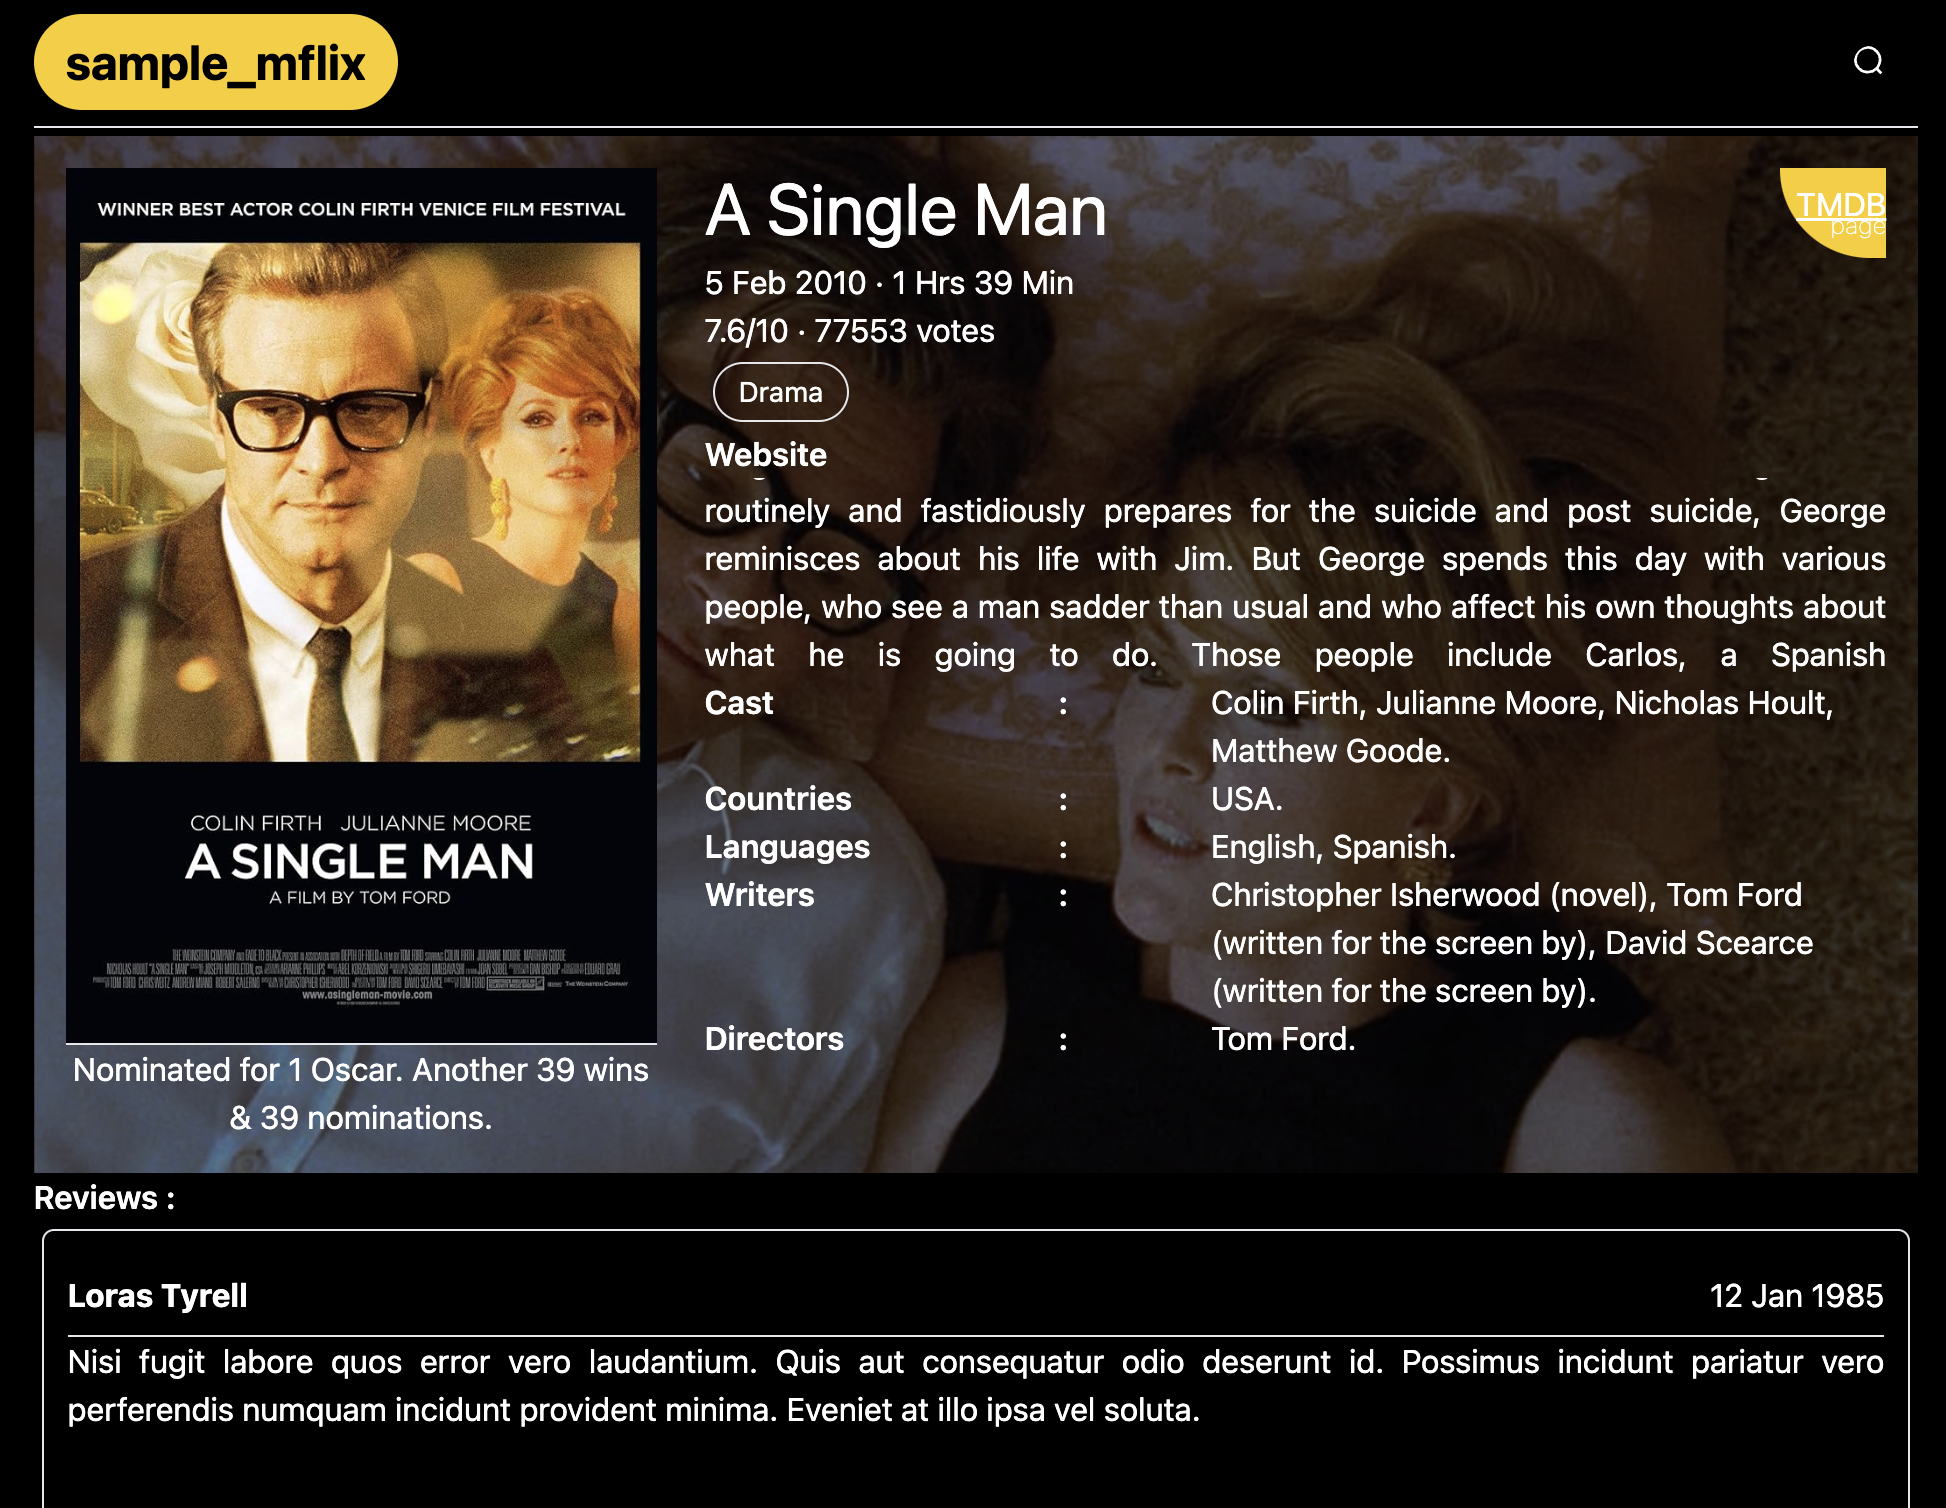 sample_mflix
WINNER BEST ACTOR COLIN FIRTH VENICE FILM FESTIVAL
COLIN FIRTH JULIANNE MOORE
A SINGLE MAN
A FILM BY TOM FORD
www.asingleman-movie.com
Nominated for 1 Oscar. Another 39 wins
& 39 nominations.
A Single Man
TMDB
page
5 Feb 2010 · 1 Hrs 39 Min
7.6/10 · 77553 votes
Drama
Website
routinely and fastidiously prepares for the suicide and post suicide, George
reminisces about his life with Jim. But George spends this day with various
people, who see a man sadder than usual and who affect his own thoughts about
what he is going to do. Those people include Carlos, a Spanish
Cast : Colin Firth, Julianne Moore, Nicholas Hoult,
Matthew Goode.
Countries : USA.
Languages : English, Spanish.
Writers : Christopher Isherwood (novel), Tom Ford
(written for the screen by), David Scearce
(written for the screen by).
Directors : Tom Ford.
Reviews :
Loras Tyrell 12 Jan 1985
Nisi fugit labore quos error vero laudantium. Quis aut consequatur odio deserunt id. Possimus incidunt pariatur vero
perferendis numquam incidunt provident minima. Eveniet at illo ipsa vel soluta.